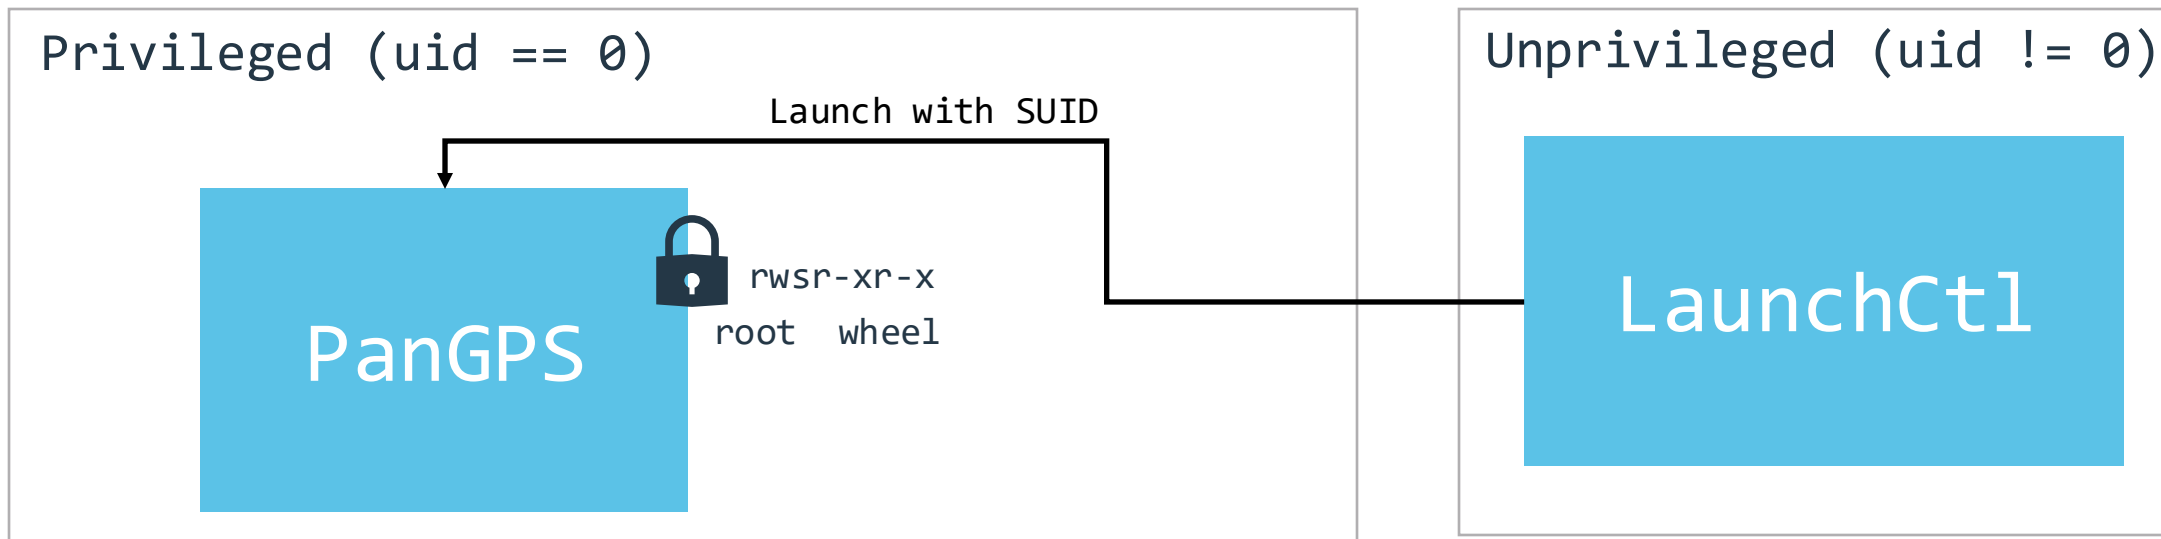 Privileged (uid == 0)
Launch with SUID
PanGPS
rwsr-xr-x
root wheel
Unprivileged (uid != 0)
LaunchCtl